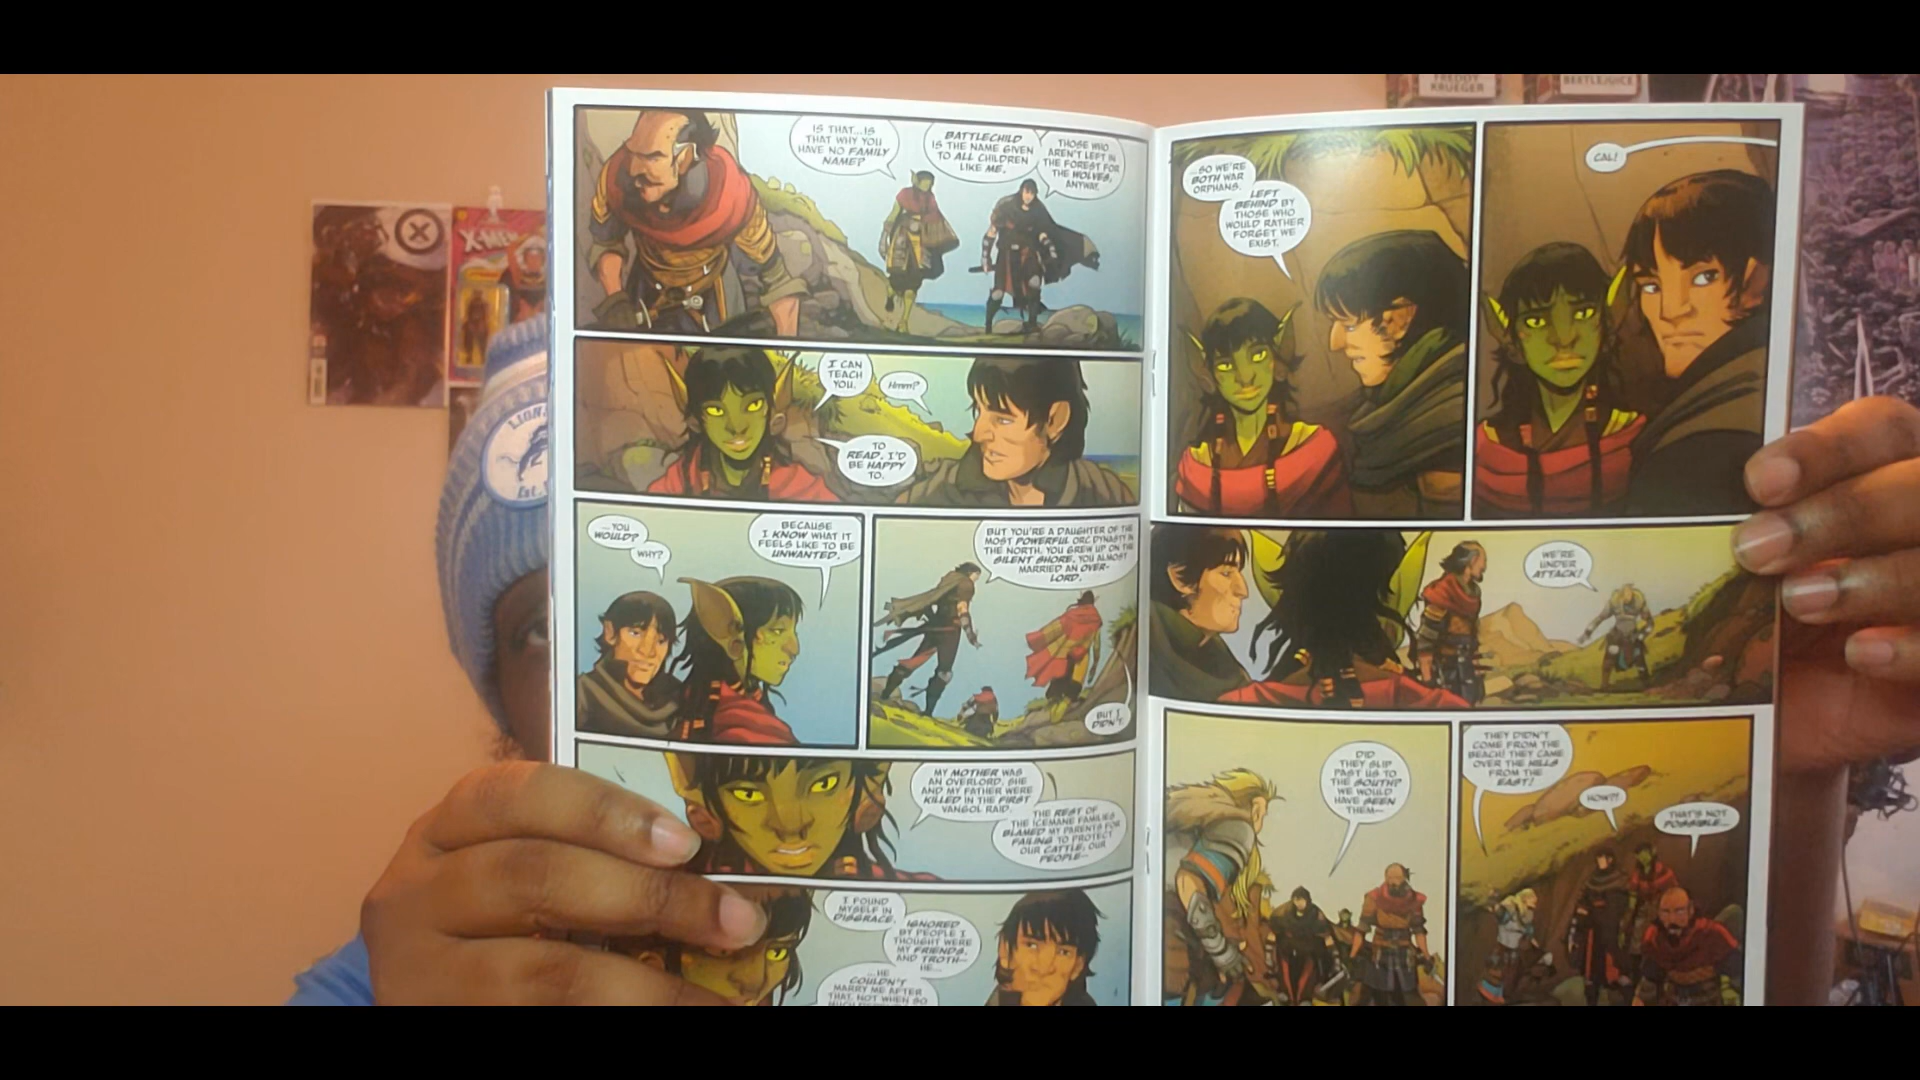 FREDDY
KRUEGER
BEETLEJUICE
X-MEN
LION
Est.
IS THAT...IS
THAT WHY YOU
HAVE NO FAMILY
NAME?
BATTLECHILD
IS THE NAME GIVEN
TO ALL CHILDREN
LIKE ME.
THOSE WHO
AREN'T LEFT IN
THE FOREST FOR
THE WOLVES,
ANYWAY.
I CAN
TEACH
YOU.
Hmm?
TO
READ. I'D
BE HAPPY
TO.
...YOU
WOULD?
WHY?
BECAUSE
I KNOW WHAT IT
FEELS LIKE TO BE
UNWANTED.
BUT YOU'RE A DAUGHTER OF THE
MOST POWERFUL ORC DYNASTY IN
THE NORTH. YOU GREW UP ON THE
SILENT SHORE. YOU ALMOST
MARRIED AN OVER-
LORD.
BUT I
DIDN'T.
MY MOTHER WAS
AN OVERLORD. SHE
AND MY FATHER WERE
KILLED IN THE FIRST
VANGOL RAID.
THE REST OF
THE ICEMANE FAMILIES
BLAMED MY PARENTS FOR
FAILING TO PROTECT
OUR CATTLE, OUR
PEOPLE--
I FOUND
MYSELF IN
DISGRACE.
IGNORED
BY PEOPLE I
THOUGHT WERE
MY FRIENDS.
AND TROTH--
HE...
...HE
COULDN'T
MARRY ME AFTER
THAT. NOT WHEN SO
...SO WE'RE
BOTH WAR
ORPHANS.
LEFT
BEHIND BY
THOSE WHO
WOULD RATHER
FORGET WE
EXIST.
CAL!
WE'RE
UNDER
ATTACK!
DID
THEY SLIP
PAST US TO
THE SOUTH?
WE WOULD
HAVE SEEN
THEM--
THEY DIDN'T
COME FROM THE
BEACH! THEY CAME
OVER THE HILLS
FROM THE
EAST!
HOW?!
THAT'S NOT
POSSIBLE...